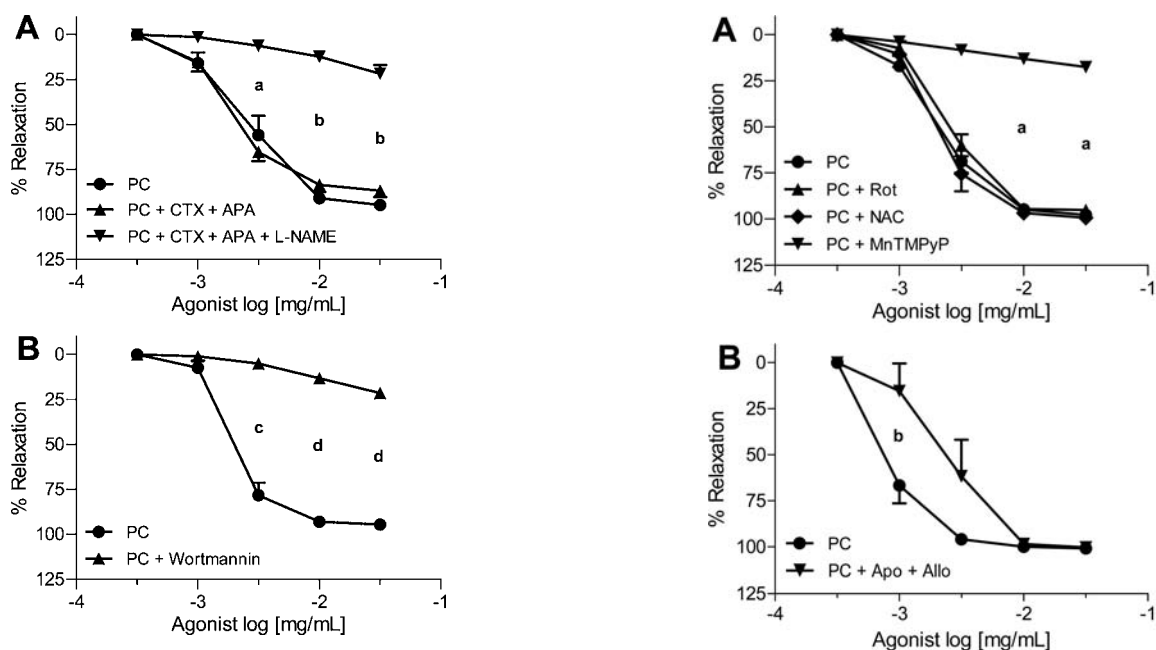 A
% Relaxation
0
25
50
75
100
125
a
b
b
PC
PC + CTX + APA
PC + CTX + APA + L-NAME
-4
-3
-2
-1
Agonist log [mg/mL]
B
% Relaxation
0
25
50
75
100
125
c
d
d
PC
PC + Wortmannin
-4
-3
-2
-1
Agonist log [mg/mL]
A
% Relaxation
0
25
50
75
100
125
a
a
PC
PC + Rot
PC + NAC
PC + MnTMPyP
-4
-3
-2
-1
Agonist log [mg/mL]
B
% Relaxation
0
25
50
75
100
125
b
PC
PC + Apo + Allo
-4
-3
-2
-1
Agonist log [mg/mL]